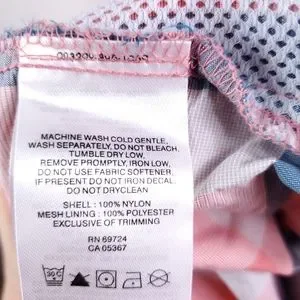 MACHINE WASH COLD GENTLE,
WASH SEPARATELY, DO NOT BLEACH,
TUMBLE DRY LOW,
REMOVE PROMPTLY, IRON LOW,
DO NOT USE FABRIC SOFTENER,
IF PRESENT DO NOT IRON DECAL,
DO NOT DRYCLEAN
SHELL : 100% NYLON
MESH LINING : 100% POLYESTER
EXCLUSIVE OF TRIMMING
RN 69724
CA 05367